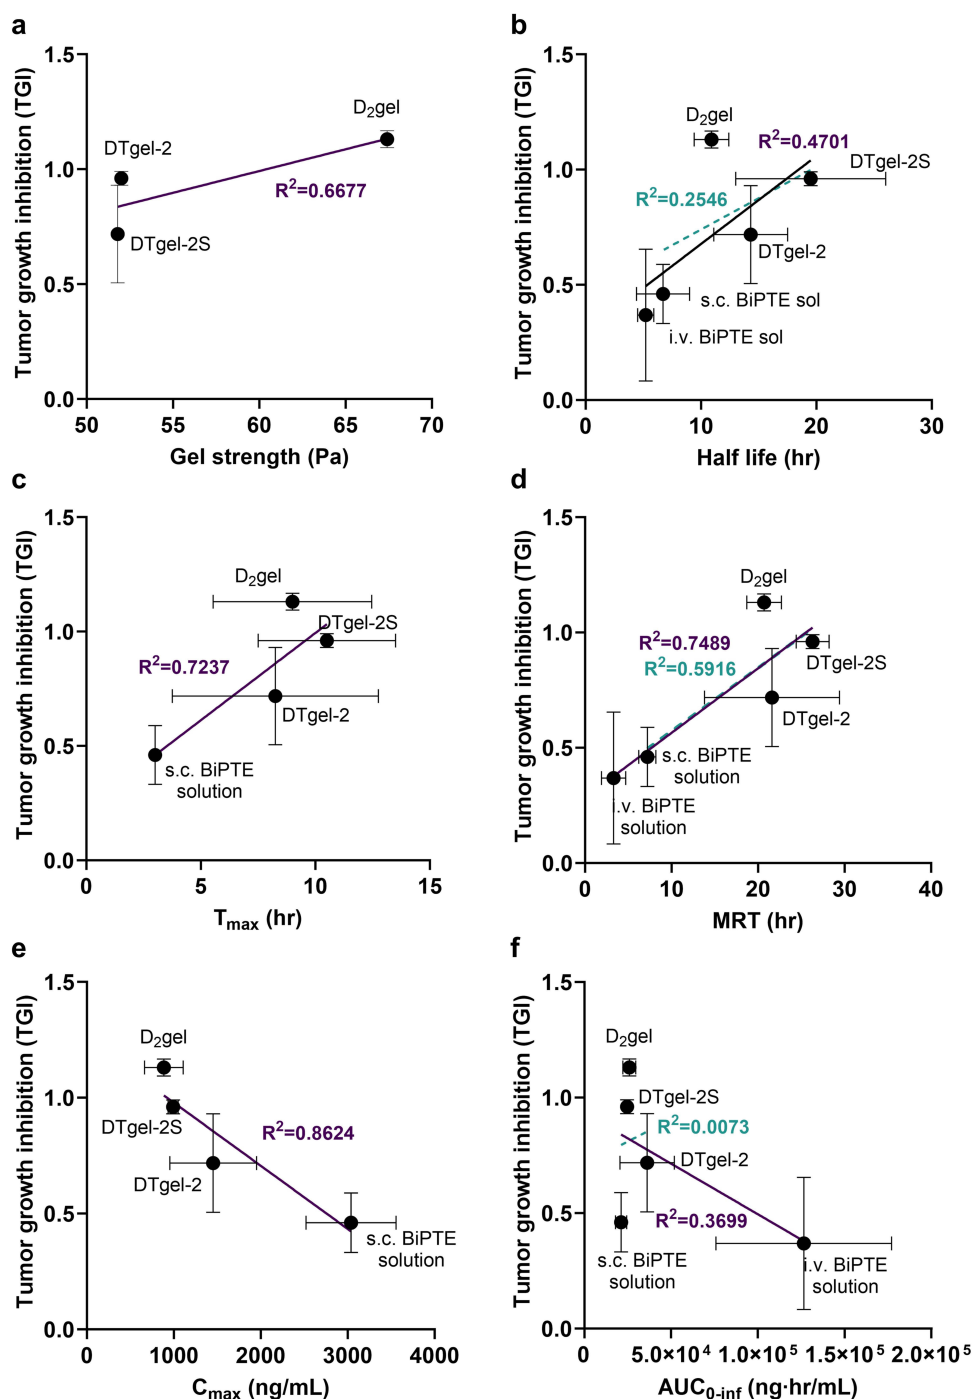 a
Tumor growth inhibition (TGI)
1.5
1.0
0.5
0.0
50
55
60
65
70
Gel strength (Pa)
D₂gel
DTgel-2
DTgel-2S
R²=0.6677
b
Tumor growth inhibition (TGI)
1.5
1.0
0.5
0.0
0
10
20
30
Half life (hr)
D₂gel
R²=0.4701
DTgel-2S
R²=0.2546
DTgel-2
s.c. BiPTE sol
i.v. BiPTE sol
c
Tumor growth inhibition (TGI)
1.5
1.0
0.5
0.0
0
5
10
15
Tmax (hr)
D₂gel
DTgel-2S
R²=0.7237
DTgel-2
s.c. BiPTE
solution
d
Tumor growth inhibition (TGI)
1.5
1.0
0.5
0.0
0
10
20
30
40
MRT (hr)
D₂gel
R²=0.7489
R²=0.5916
DTgel-2S
DTgel-2
s.c. BiPTE
solution
i.v. BiPTE
solution
e
Tumor growth inhibition (TGI)
1.5
1.0
0.5
0.0
0
1000
2000
3000
4000
Cmax (ng/mL)
D₂gel
DTgel-2S
R²=0.8624
DTgel-2
s.c. BiPTE
solution
f
Tumor growth inhibition (TGI)
1.5
1.0
0.5
0.0
0
5.0×10⁴
1.0×10⁵
1.5×10⁵
2.0×10⁵
AUC0-inf (ng·hr/mL)
D₂gel
DTgel-2S
R²=0.0073
DTgel-2
R²=0.3699
s.c. BiPTE
solution
i.v. BiPTE
solution